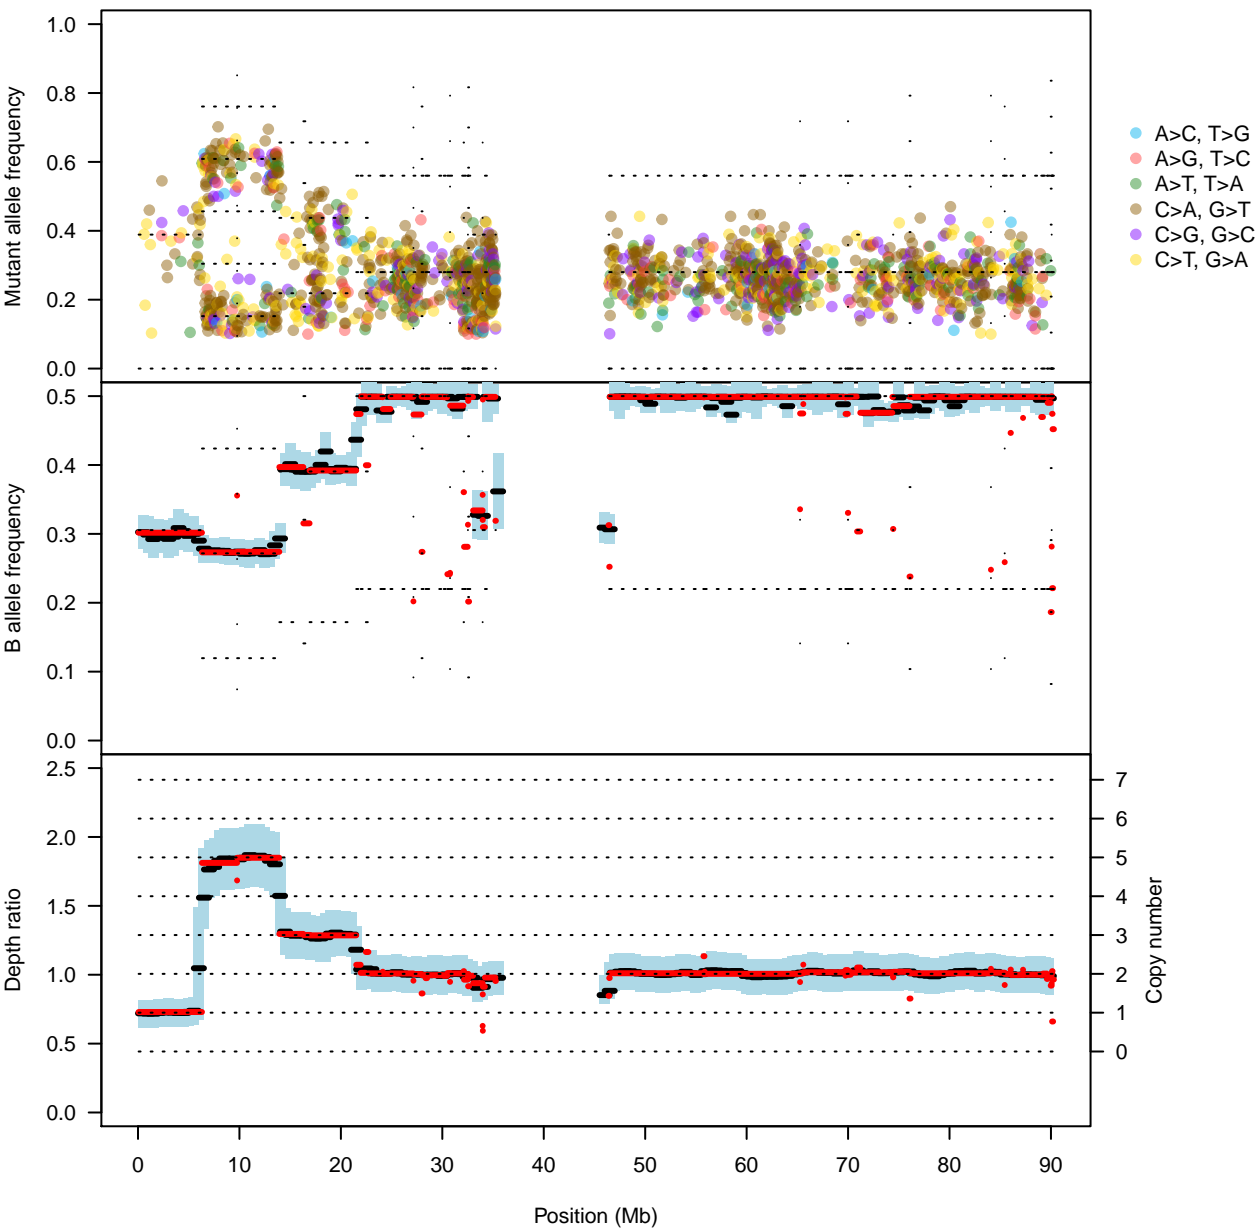 1.0
0.8
0.6
0.4
0.2
0.0
Mutant allele frequency
A>C, T>G
A>G, T>C
A>T, T>A
C>A, G>T
C>G, G>C
C>T, G>A
0.5
0.4
0.3
0.2
0.1
0.0
B allele frequency
2.5
2.0
1.5
1.0
0.5
0.0
Depth ratio
7
6
5
4
3
2
1
0
Copy number
0 10 20 30 40 50 60 70 80 90
Position (Mb)